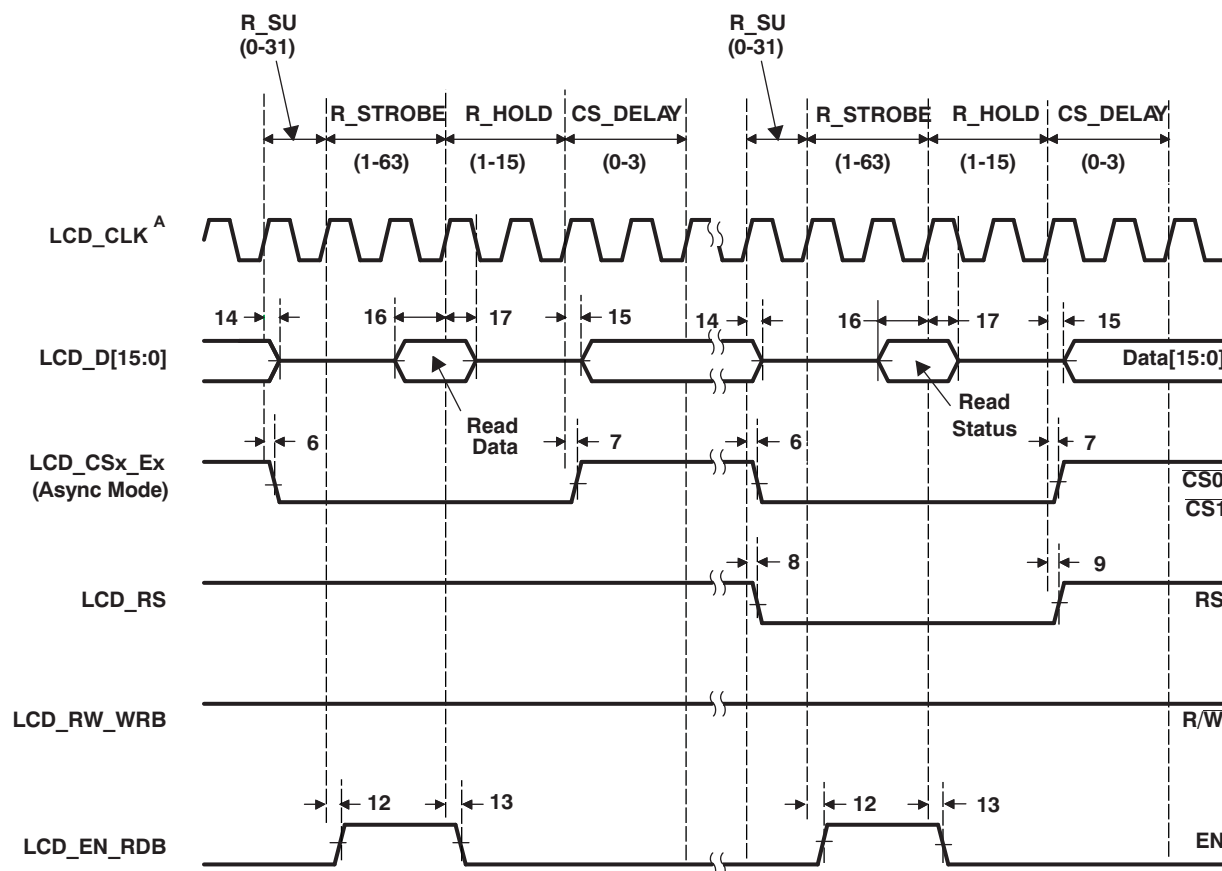 R_SU
(0-31)
R_SU
(0-31)
R_STROBE R_HOLD CS_DELAY
R_STROBE R_HOLD CS_DELAY
(1-63) (1-15) (0-3)
(1-63) (1-15) (0-3)
LCD_CLK A
14 16 17 15
14 16 17 15
LCD_D[15:0]
Data[15:0]
Read
Data
Read
Status
6 7
6 7
LCD_CSx_Ex
(Async Mode)
CS0
CS1
8 9
LCD_RS
RS
LCD_RW_WRB
R/W
12 13
12 13
LCD_EN_RDB
EN